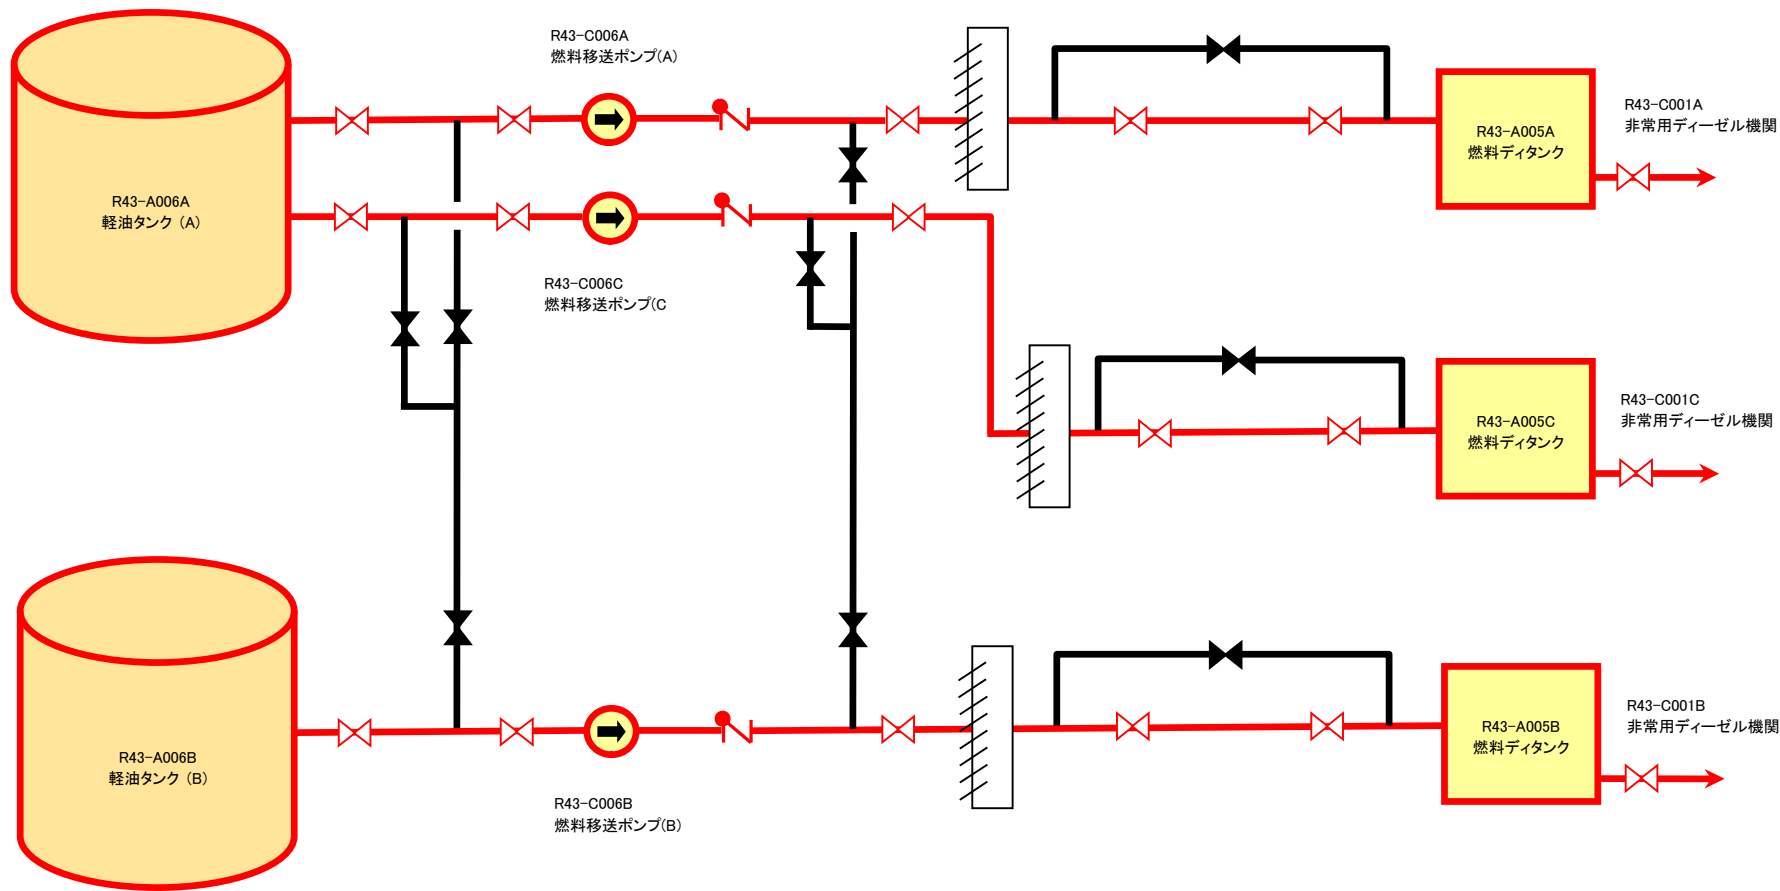 R43-C006A
燃料移送ポンプ(A)
R43-C001A
非常用ディーゼル機関
R43-A005A
燃料ディタンク
R43-A006A
軽油タンク (A)
R43-C006C
燃料移送ポンプ(C
R43-C001C
非常用ディーゼル機関
R43-A005C
燃料ディタンク
R43-C001B
非常用ディーゼル機関
R43-A005B
燃料ディタンク
R43-A006B
軽油タンク (B)
R43-C006B
燃料移送ポンプ(B)